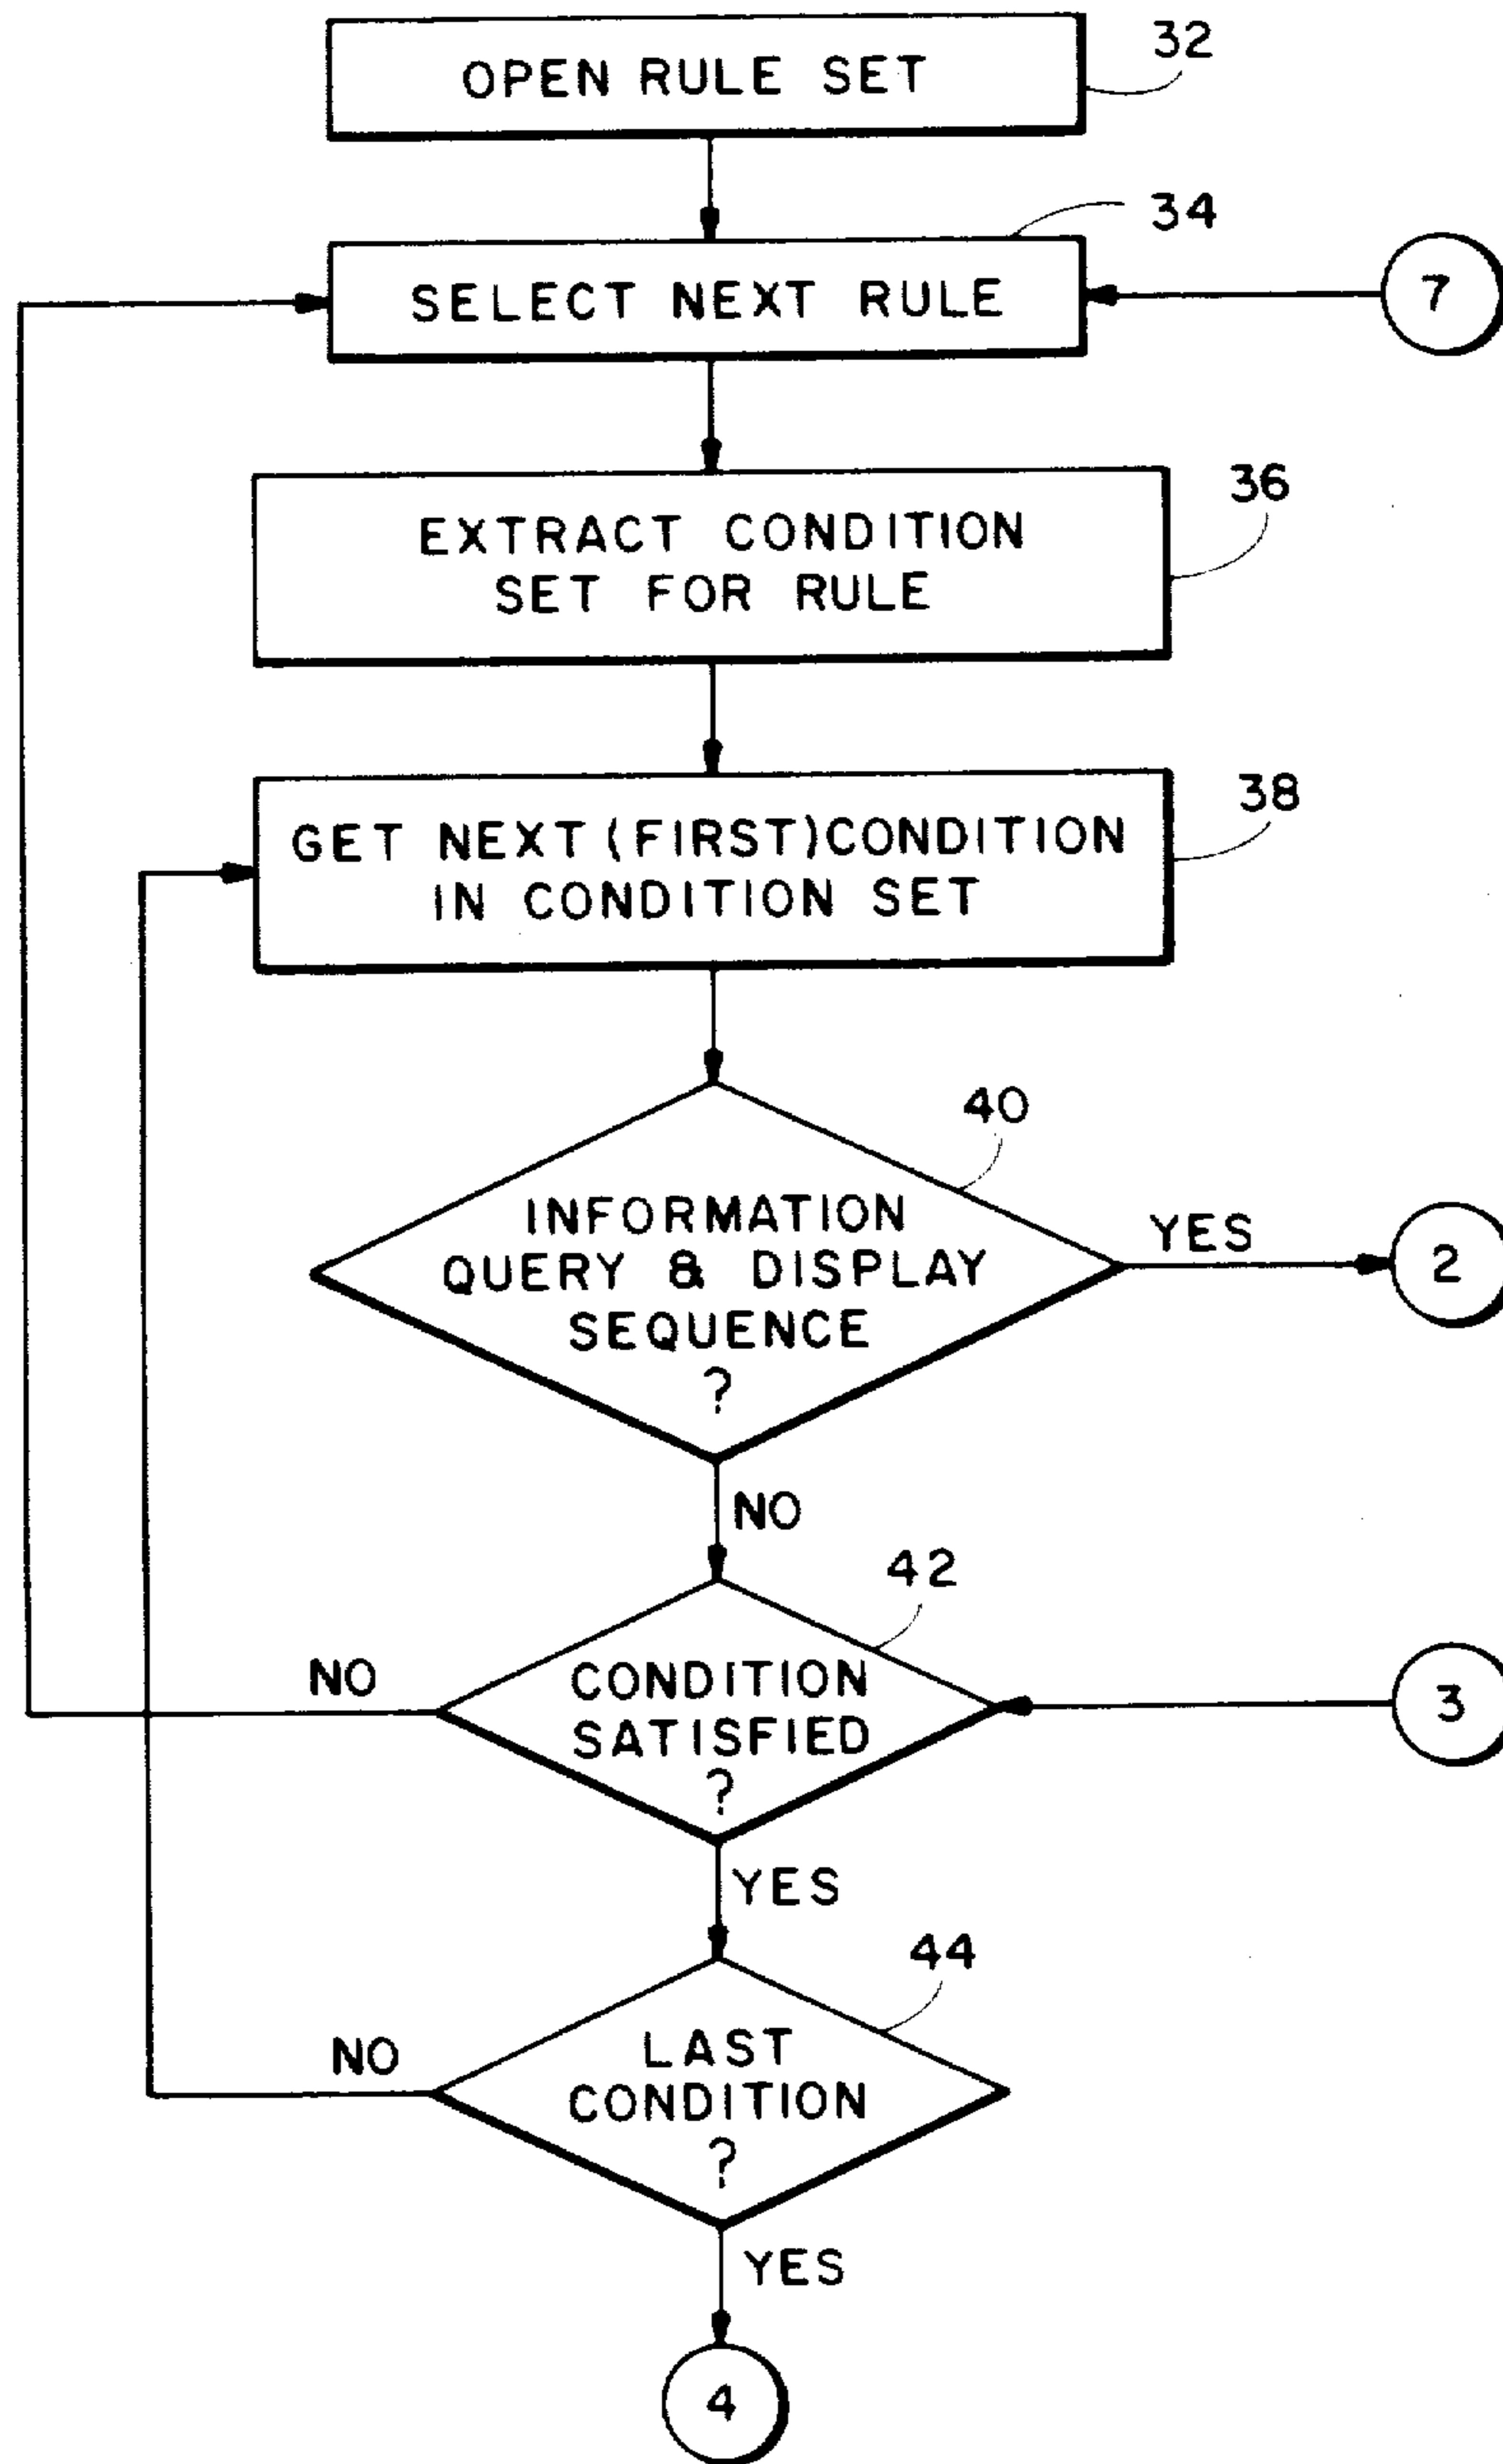 OPEN RULE SET
32
34
SELECT NEXT RULE
7
36
EXTRACT CONDITION
SET FOR RULE
38
GET NEXT (FIRST) CONDITION
IN CONDITION SET
40
INFORMATION
QUERY & DISPLAY
SEQUENCE
?
YES
2
NO
42
NO
CONDITION
SATISFIED
?
3
YES
44
NO
LAST
CONDITION
?
YES
4